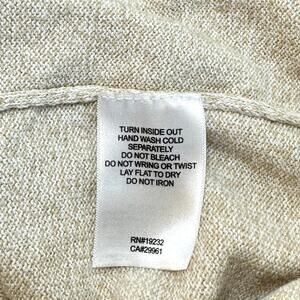 TURN INSIDE OUT
HAND WASH COLD
SEPARATELY
DO NOT BLEACH
DO NOT WRING OR TWIST
LAY FLAT TO DRY
DO NOT IRON
RN#19232
CA#29961